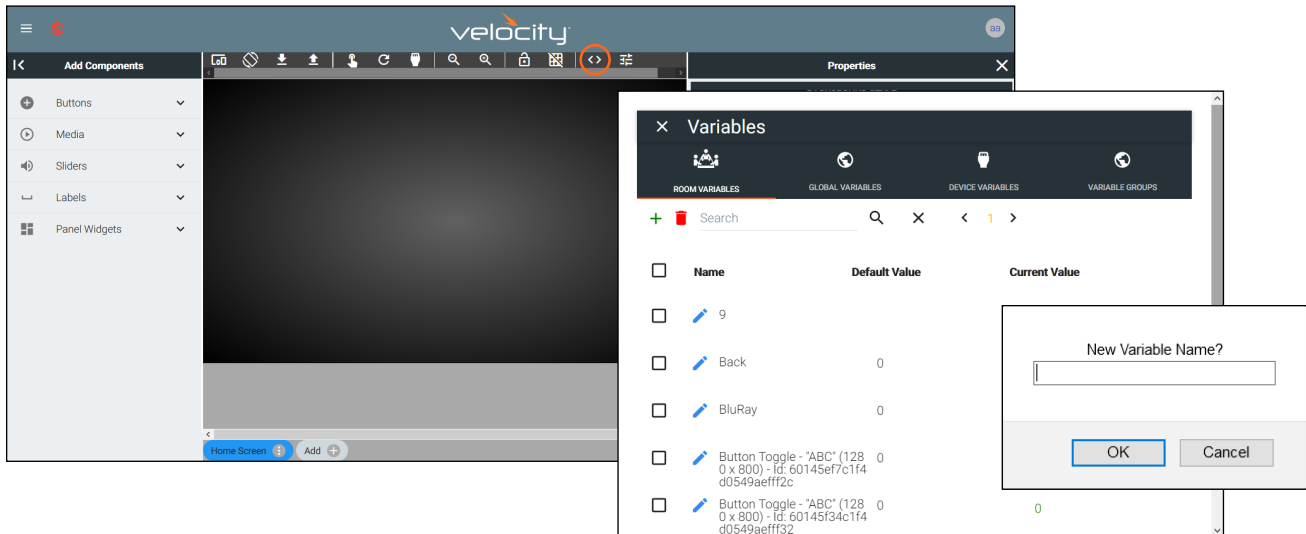 velocity
aa
Add Components
Properties
Buttons
Media
Sliders
Labels
Panel Widgets
Home Screen
Add
Variables
ROOM VARIABLES
GLOBAL VARIABLES
DEVICE VARIABLES
VARIABLE GROUPS
Search
1
Name Default Value Current Value
9
Back 0
BluRay 0
Button Toggle - "ABC" (128 0
0 x 800) - Id: 60145ef7c1f4
d0549aefff2c
Button Toggle - "ABC" (128 0 0
0 x 800) - Id: 60145f34c1f4
d0549aefff32
New Variable Name?
OK Cancel